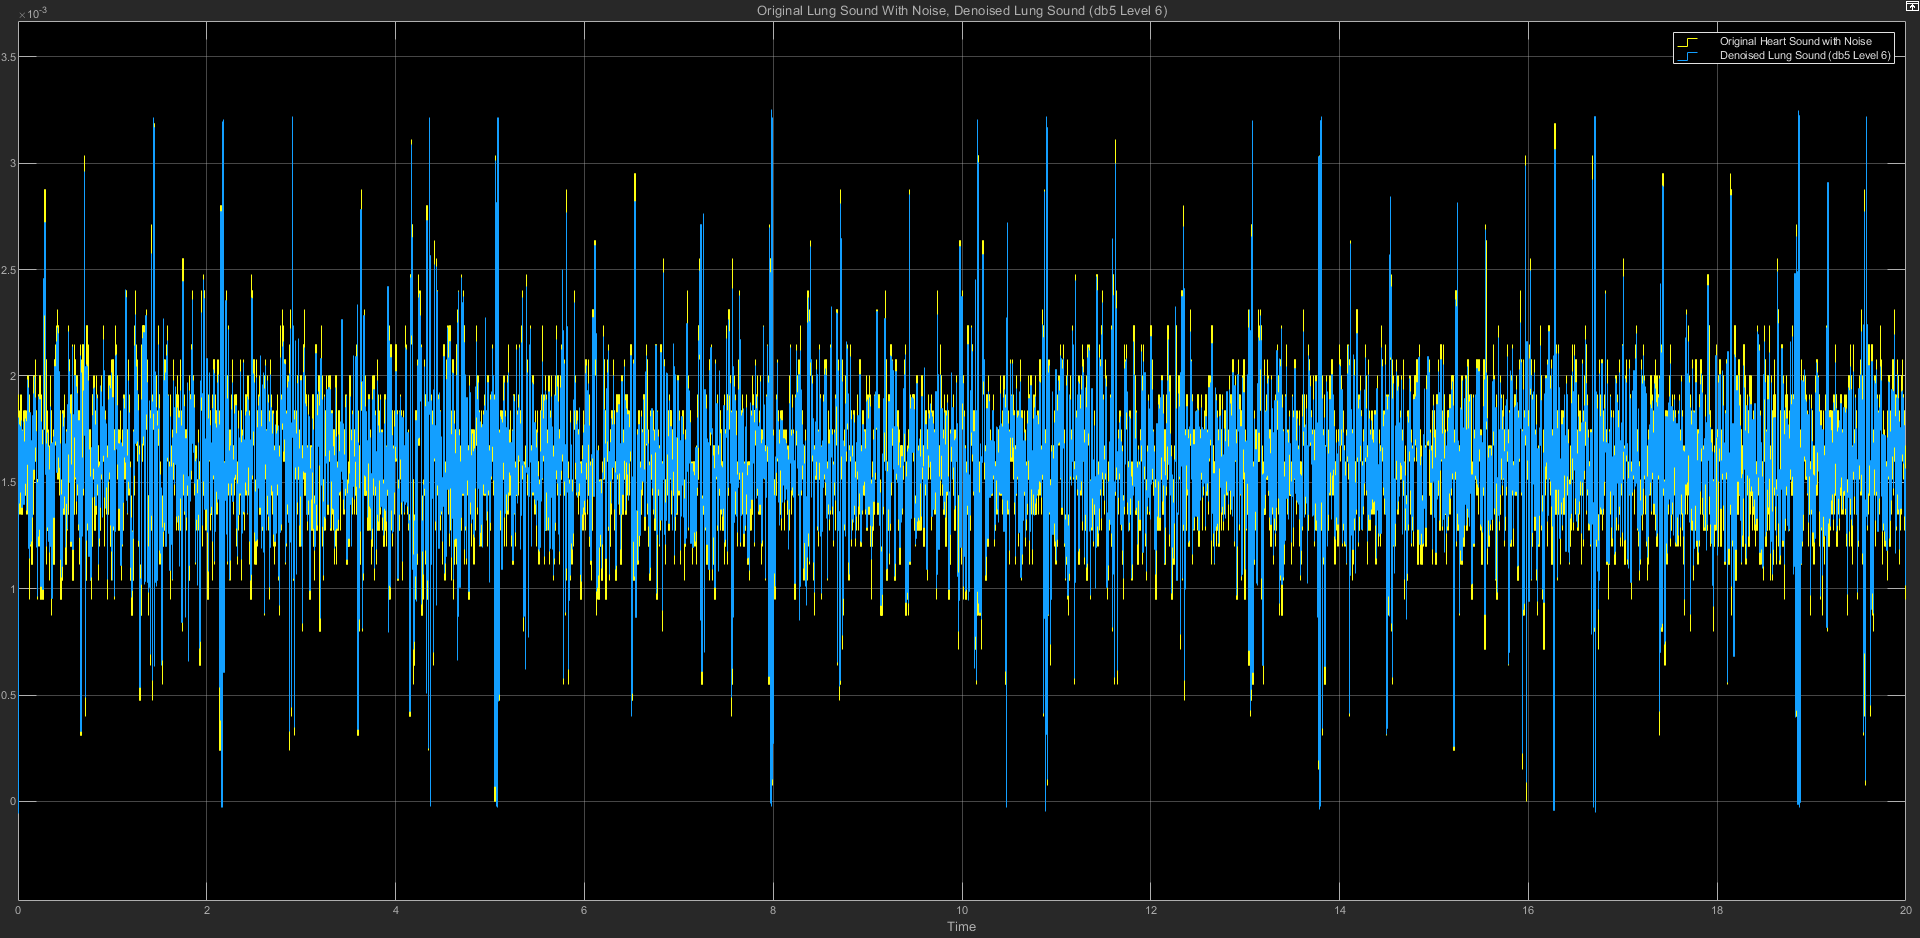 Original Lung Sound With Noise, Denoised Lung Sound (db5 Level 6)
×10⁻³
Original Heart Sound with Noise
Denoised Lung Sound (db5 Level 6)
3.5
3
2.5
2
1.5
1
0.5
0
0 2 4 6 8 10 12 14 16 18 20
Time